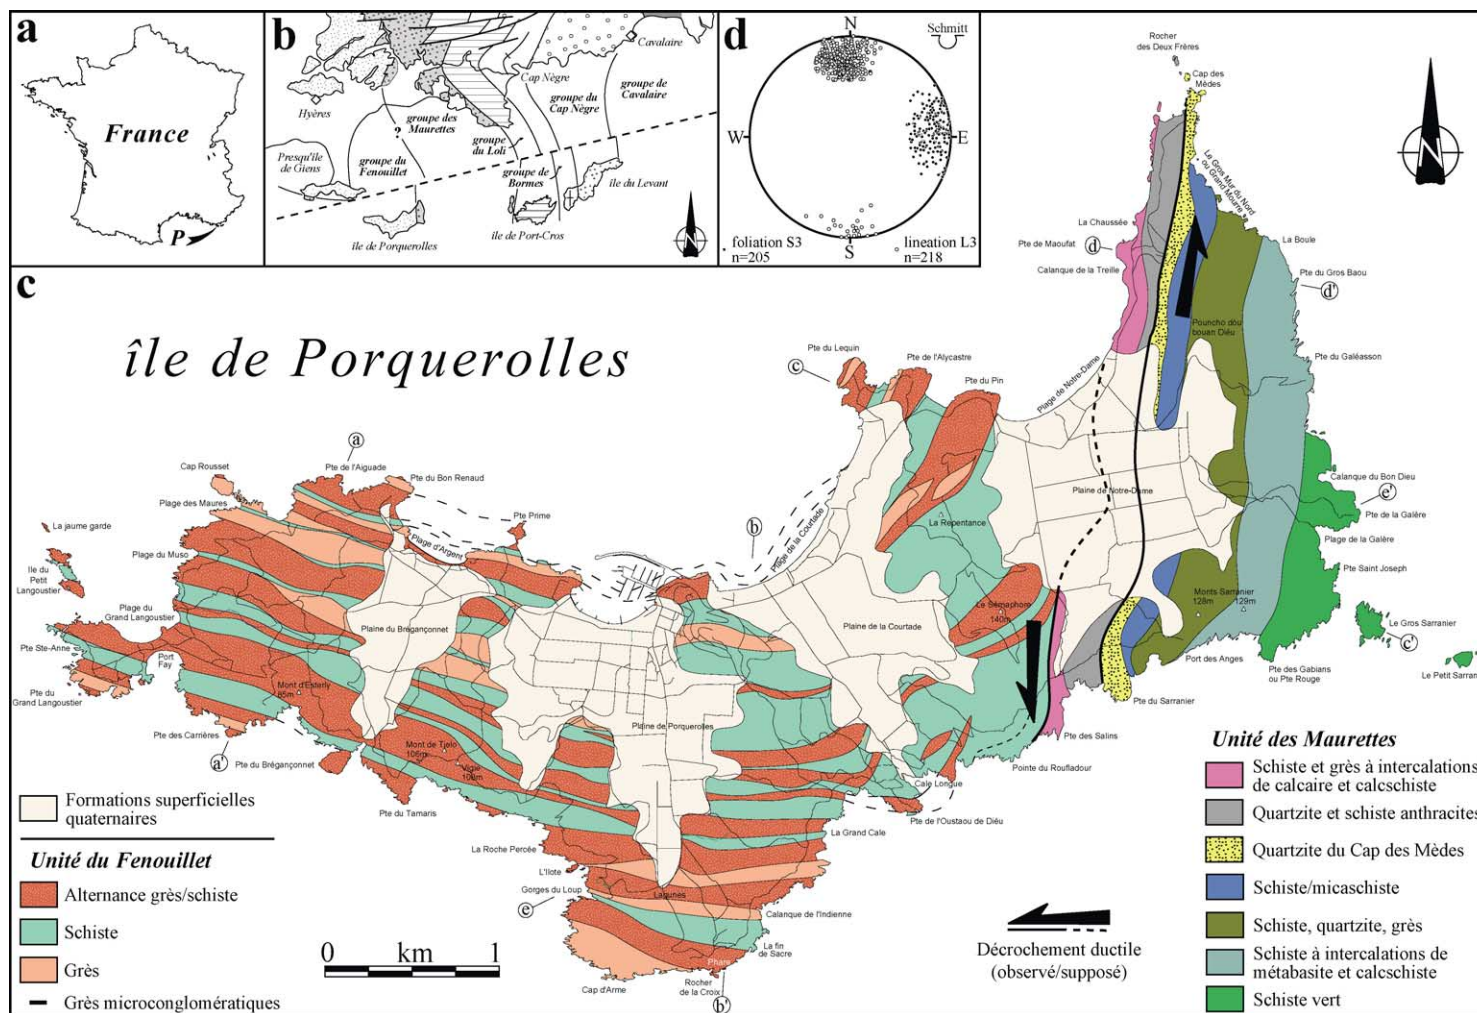 a
France
P
b
Hyères
Presqu'île
de Giens
groupe du
Fenouillet
?
groupe des
Maurettes
île de Porquerolles
Cap Nègre
groupe
du Loli
groupe de
Bormes
île de Port-Cros
groupe du
Cap Nègre
Cavalaire
groupe de
Cavalaire
île du Levant
N
d
N
Schmitt
W
E
S
foliation S3
n=205
lineation L3
n=218
N
c
île de Porquerolles
Rocher
des Deux Frères
Cap des
Mèdes
Le Gros Mur du Nord
ou Grand Mourre
La Chaussée
Pte de Maoufat
d
Calanque de la Treille
La Boule
Pte du Gros Baou
d'
Pouncho dou
bouan Diéu
Pte du Galéasson
Pte du Lequin
c
Pte de l'Alycastre
Pte du Pin
Plage de Notre-Dame
a
Cap Rousset
Pte de l'Aiguade
Pte du Bon Renaud
Plage des Maures
La jaume garde
Pte Prime
Plage d'Argent
b
Plage de la Courtade
La Repentance
Plaine de Notre-Dame
Calanque du Bon Dieu
e'
Pte de la Galère
Plage de la Galère
Plage du Muso
Ile du
Petit
Langoustier
Plage du
Grand Langoustier
Pte Ste-Anne
Port
Fay
Pte du
Grand Langoustier
Plaine du Brégançonnet
Mont d'Esterly
85m
Plaine de la Courtade
Le Sémaphore
140m
Pte Saint Joseph
Monts Sarranier
128m
129m
Le Gros Sarranier
c'
Port des Anges
Pte des Gabians
ou Pte Rouge
Le Petit Sarran
Pte du Sarranier
Pte des Salins
Pointe du Roufladour
Pte des Carrières
a'
Pte du Brégançonnet
Mont de Tjelo
106m
Vigie
109m
Plaine de Porquerolles
Pte du Tamaris
Cale Longue
Pte de l'Oustaou de Diéu
La Grand Cale
La Roche Percée
L'Ilote
Gorges du Loup
e
Lagunes
Calanque de l'Indienne
La fin
de Sacre
Phare
Cap d'Arme
Rocher
de la Croix
b'
Formations superficielles
quaternaires
Unité du Fenouillet
Alternance grès/schiste
Schiste
Grès
Grès microconglomératiques
0 km 1
Décrochement ductile
(observé/supposé)
Unité des Maurettes
Schiste et grès à intercalations
de calcaire et calcschiste
Quartzite et schiste anthracites
Quartzite du Cap des Mèdes
Schiste/micaschiste
Schiste, quartzite, grès
Schiste à intercalations de
métabasite et calcschiste
Schiste vert